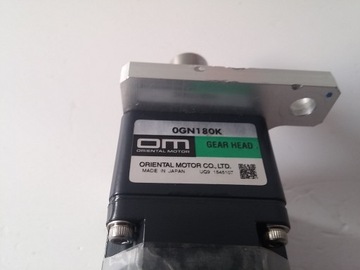 0GN180K
OM
ORIENTAL MOTOR
GEAR HEAD
ORIENTAL MOTOR CO., LTD.
MADE IN JAPAN